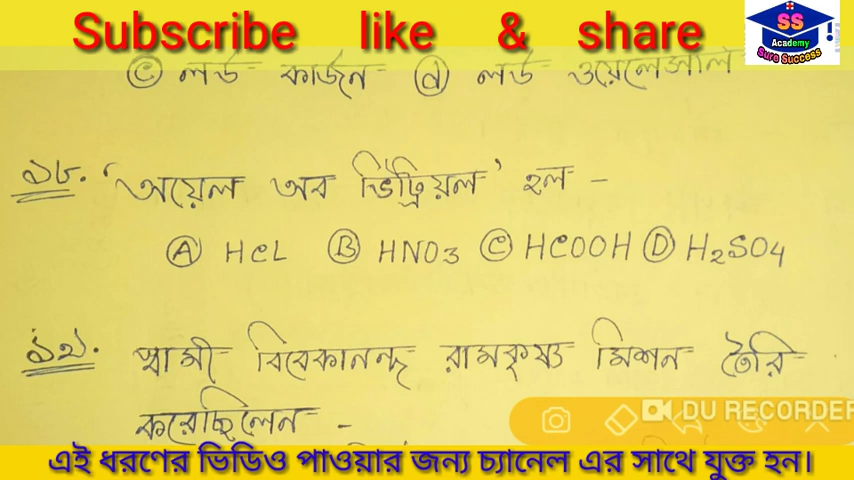 Subscribe like & share
SS
Academy
Sure Success
!
Ⓒ লর্ড কার্জন ⓓ লর্ড ওয়েলেসলি
১৮. 'অয়েল অব ভিট্রিয়ল' হল –
Ⓐ HCL Ⓑ HNO3 Ⓒ HCOOH Ⓓ H2SO4
১৯. স্বামী বিবেকানন্দ রামকৃষ্ণ মিশন তৈরি
করেছিলেন –
DU RECORDER
এই ধরণের ভিডিও পাওয়ার জন্য চ্যানেল এর সাথে যুক্ত হন।